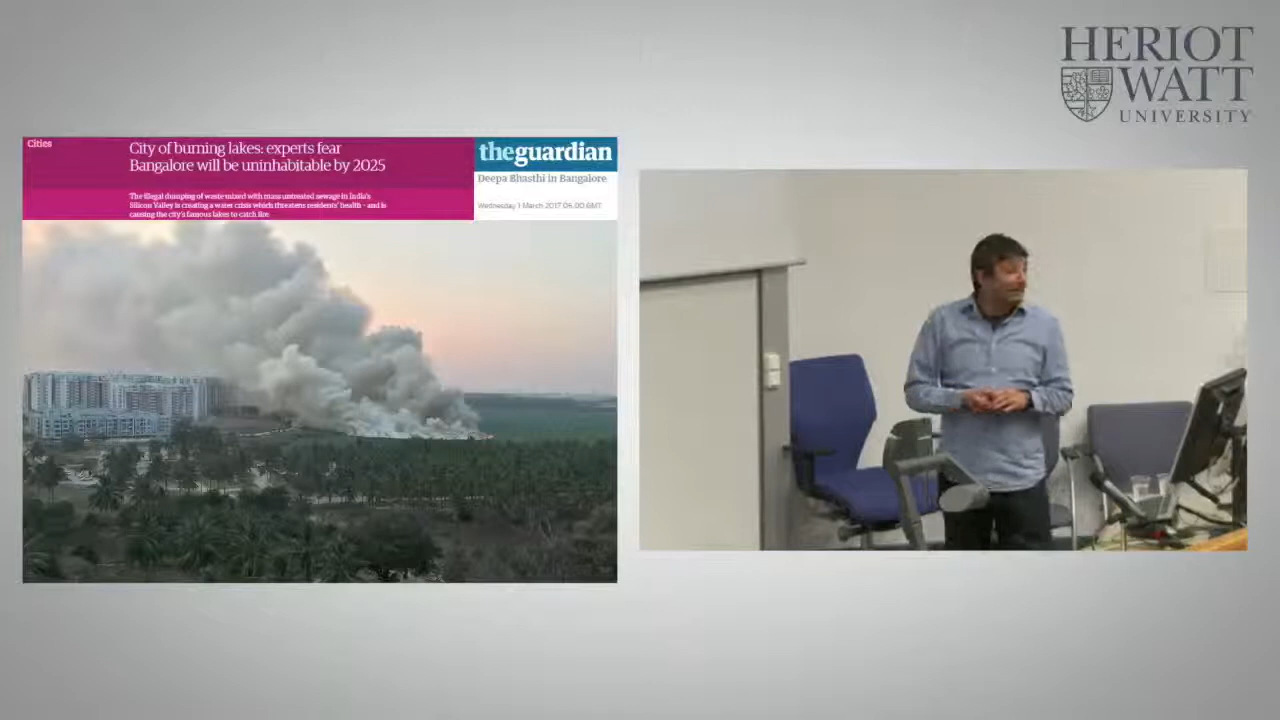 HERIOT
WATT
UNIVERSITY
Cities
City of burning lakes: experts fear
Bangalore will be uninhabitable by 2025
The illegal dumping of waste mixed with mass untreated sewage in India's
Silicon Valley is creating a water crisis which threatens residents' health – and is
causing the city's famous lakes to catch fire
theguardian
Deepa Bhasthi in Bangalore
Wednesday 1 March 2017 06.00 GMT